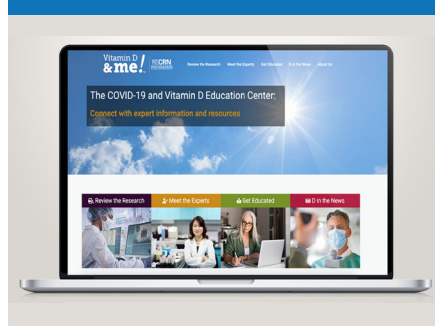 Vitamin D
& me!
CRN
Review the Research Meet the Experts Get Educated D in the News About Us
The COVID-19 and Vitamin D Education Center:
Connect with expert information and resources
Review the Research Meet the Experts Get Educated D in the News